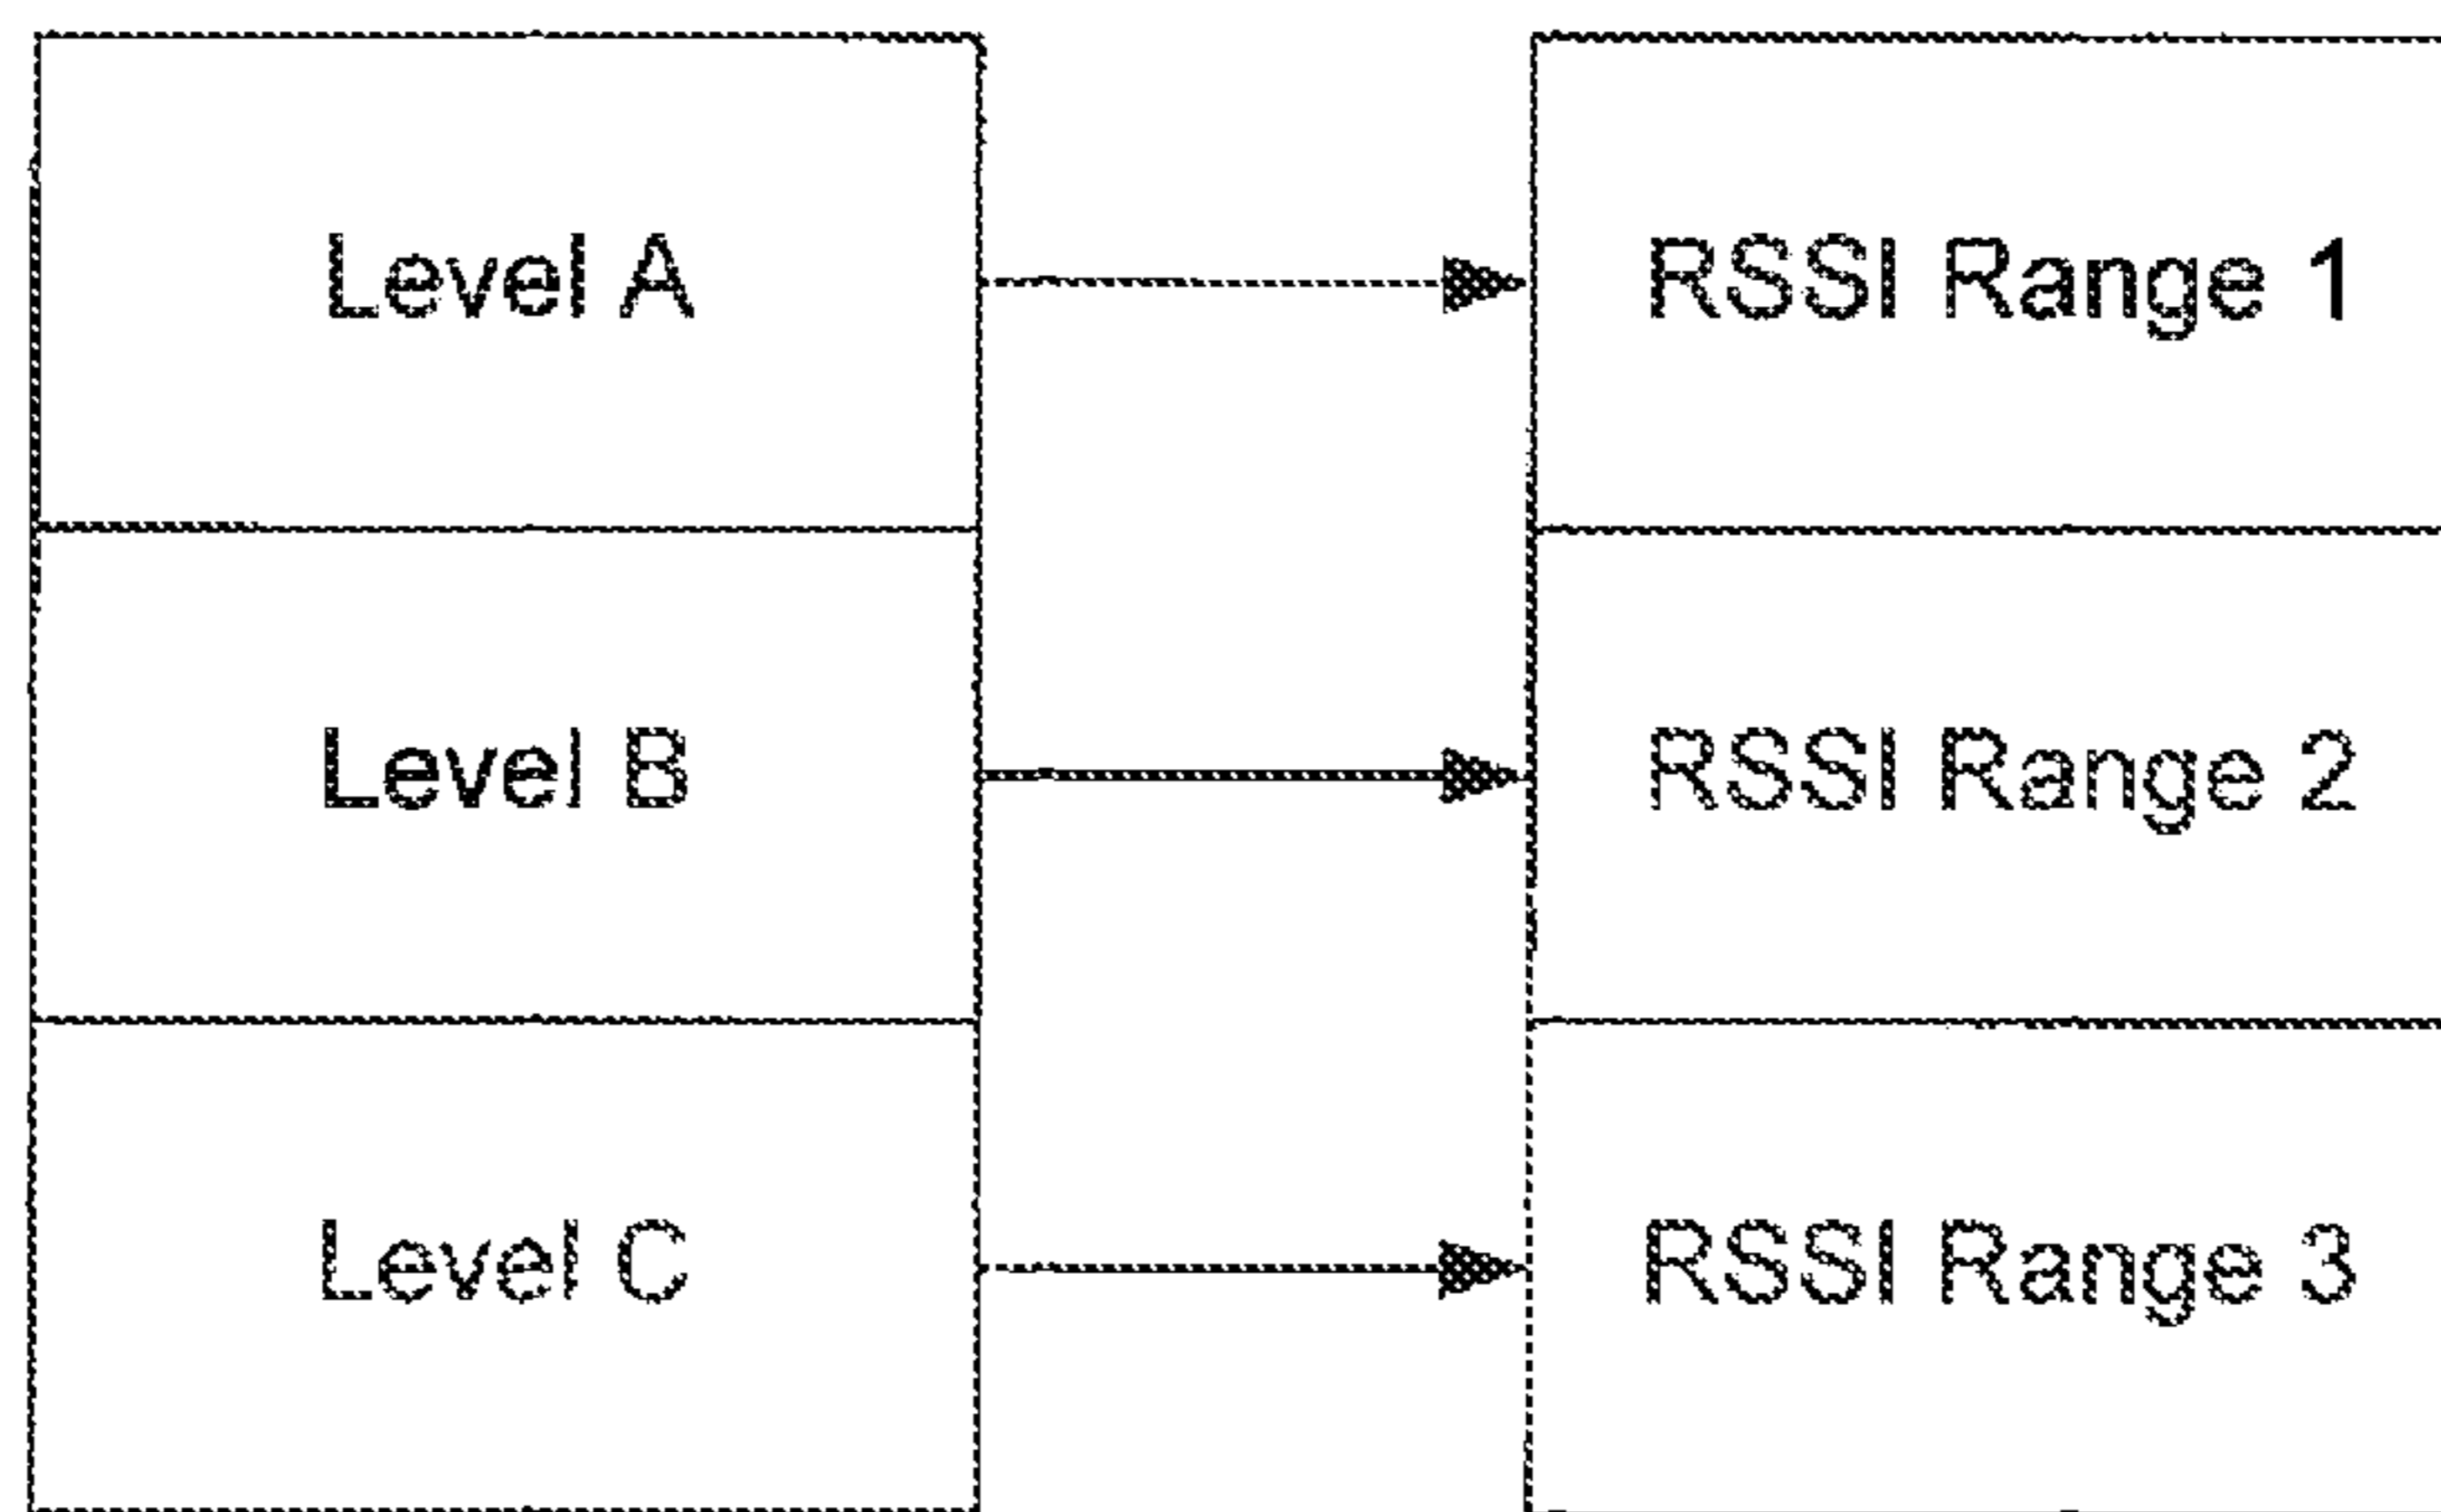 Level A
RSSI Range 1
Level B
RSSI Range 2
Level C
RSSI Range 3